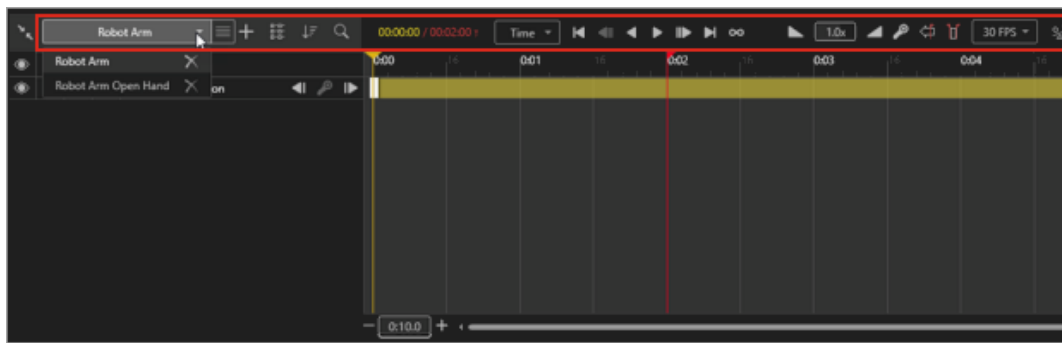 Robot Arm 00:00:00 / 00:02:00 Time 1.0x 30 FPS
Robot Arm 0:00 16 0:01 16 0:02 16 0:03 16 0:04 16
Robot Arm Open Hand on
0:10.0